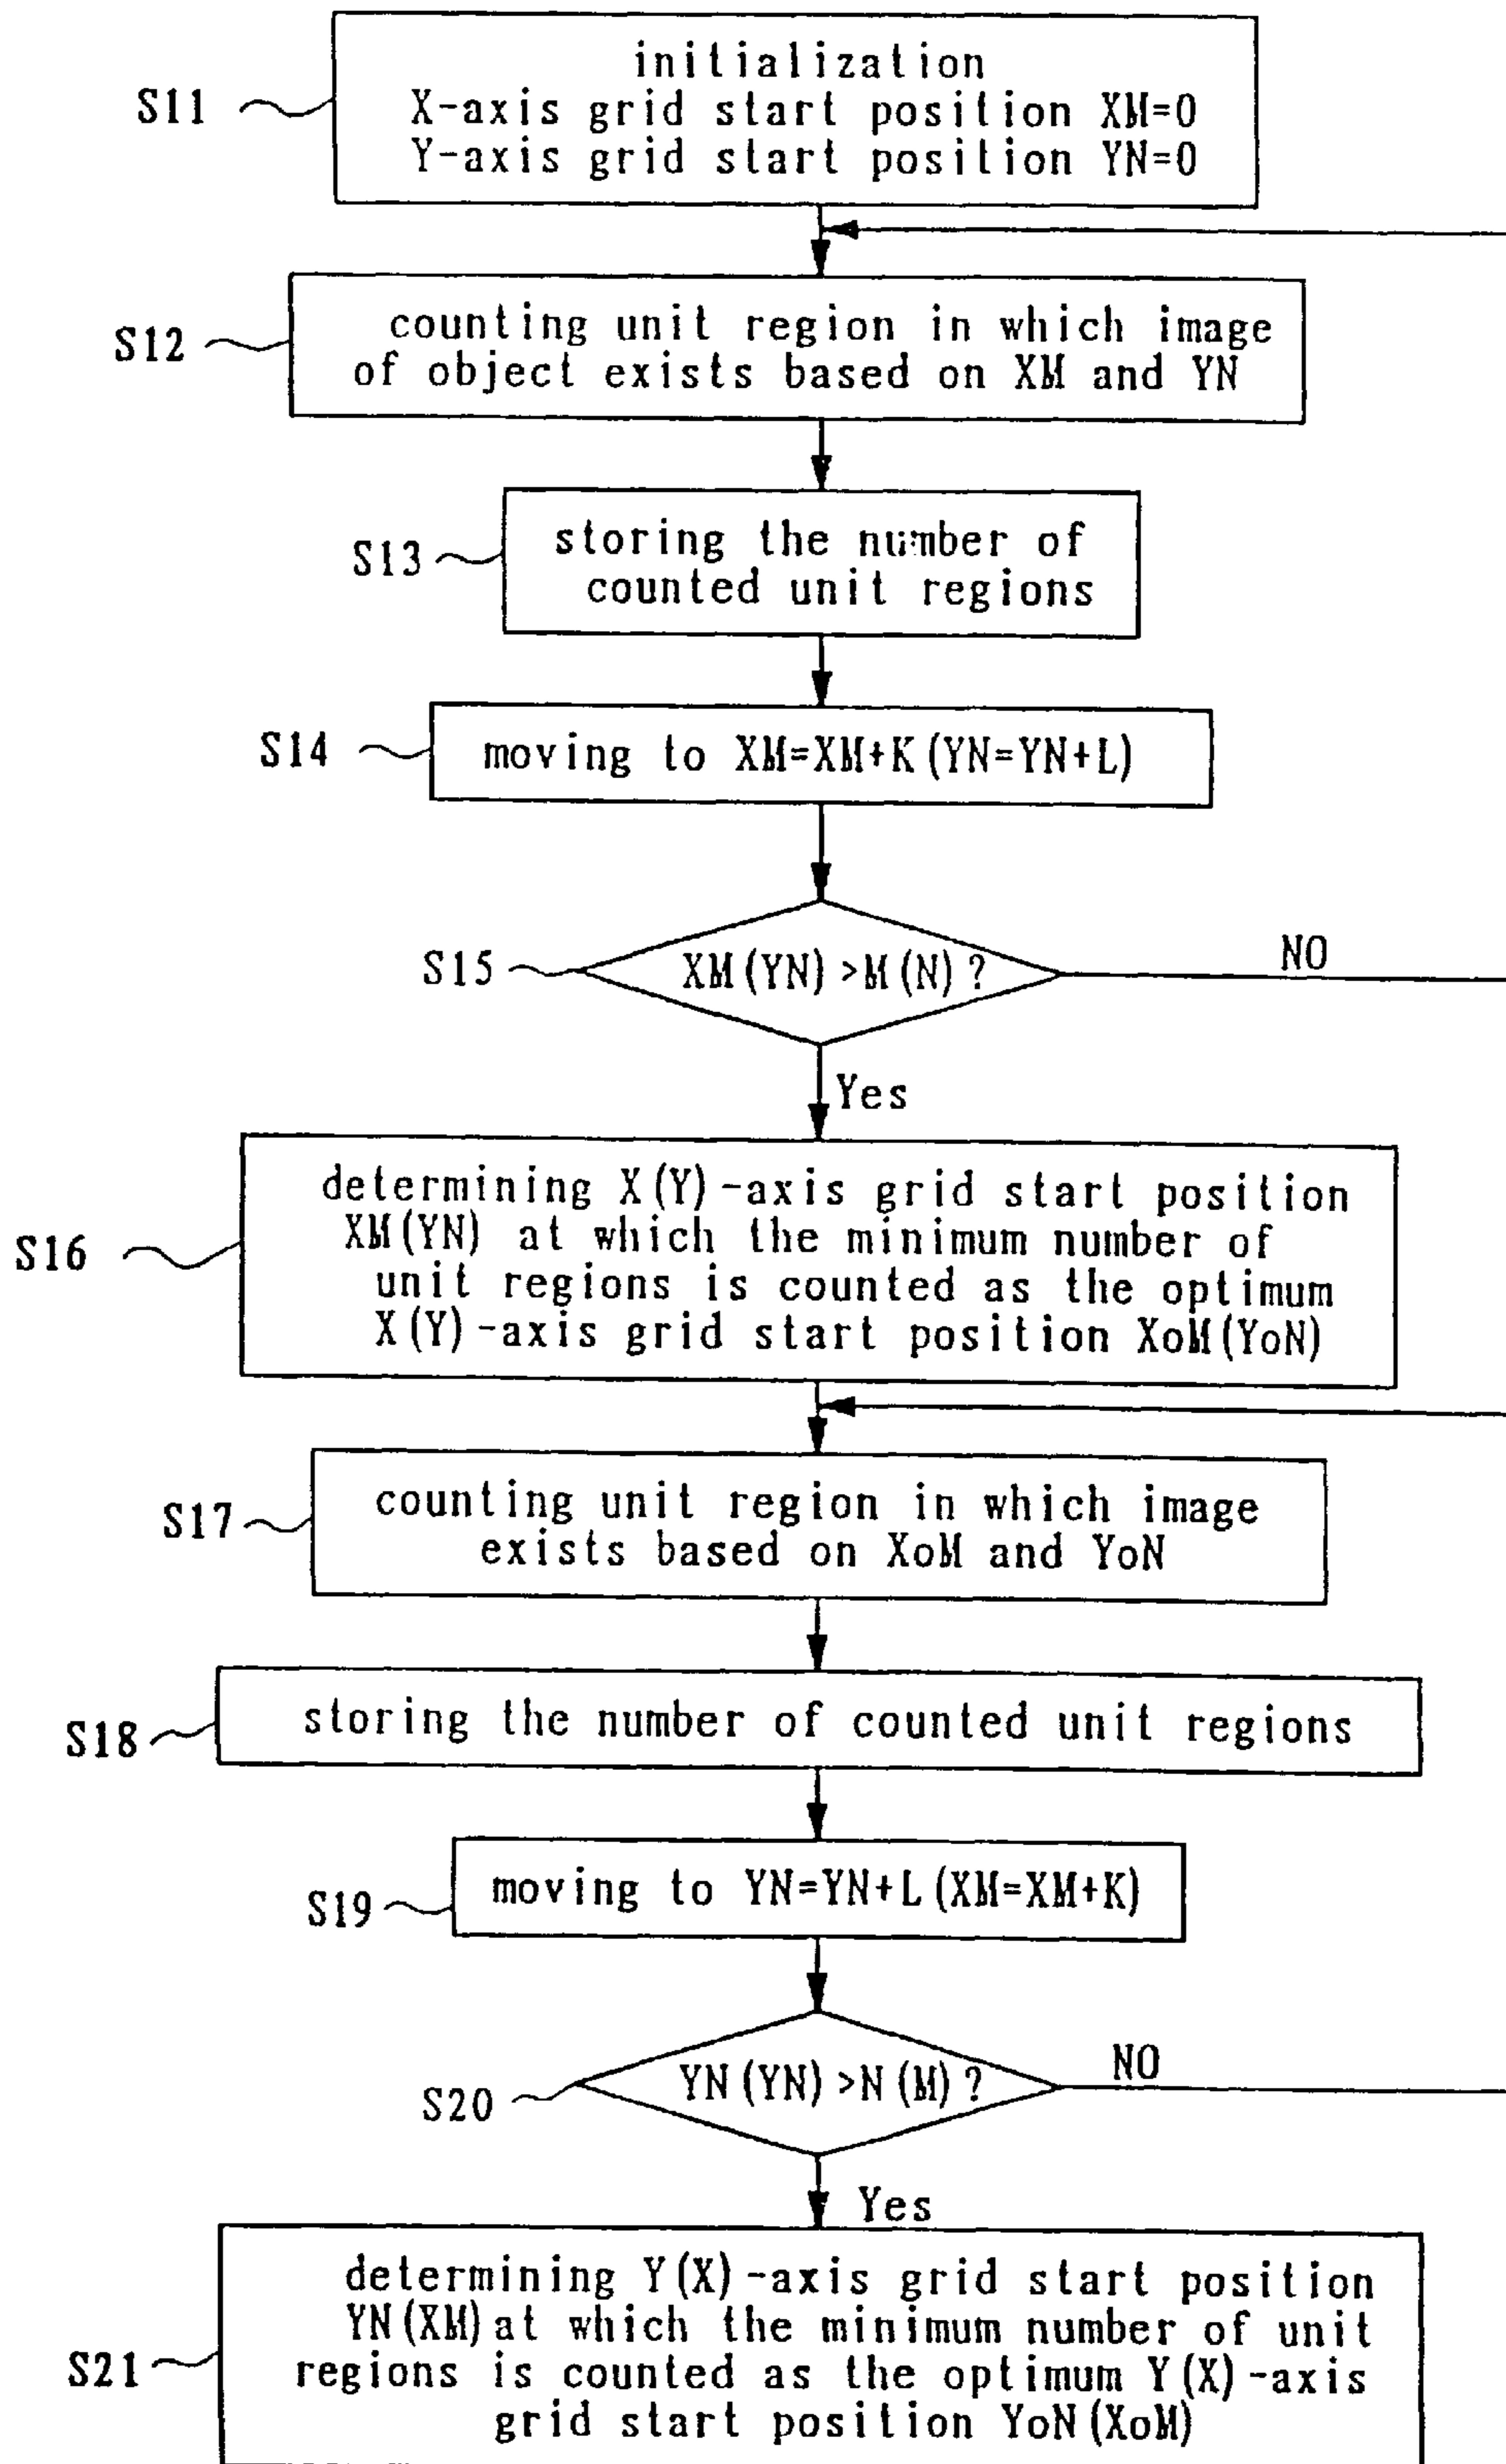 initialization
S11
X-axis grid start position XM=0
Y-axis grid start position YN=0
S12
counting unit region in which image
of object exists based on XM and YN
S13
storing the number of
counted unit regions
S14
moving to XM=XM+K(YN=YN+L)
S15
XM(YN)>M(N)?
NO
Yes
S16
determining X(Y)-axis grid start position
XM(YN) at which the minimum number of
unit regions is counted as the optimum
X(Y)-axis grid start position XoM(YoN)
S17
counting unit region in which image
exists based on XoM and YoN
S18
storing the number of counted unit regions
S19
moving to YN=YN+L(XM=XM+K)
S20
YN(YN)>N(M)?
NO
Yes
S21
determining Y(X)-axis grid start position
YN(XM)at which the minimum number of unit
regions is counted as the optimum Y(X)-axis
grid start position YoN(XoM)